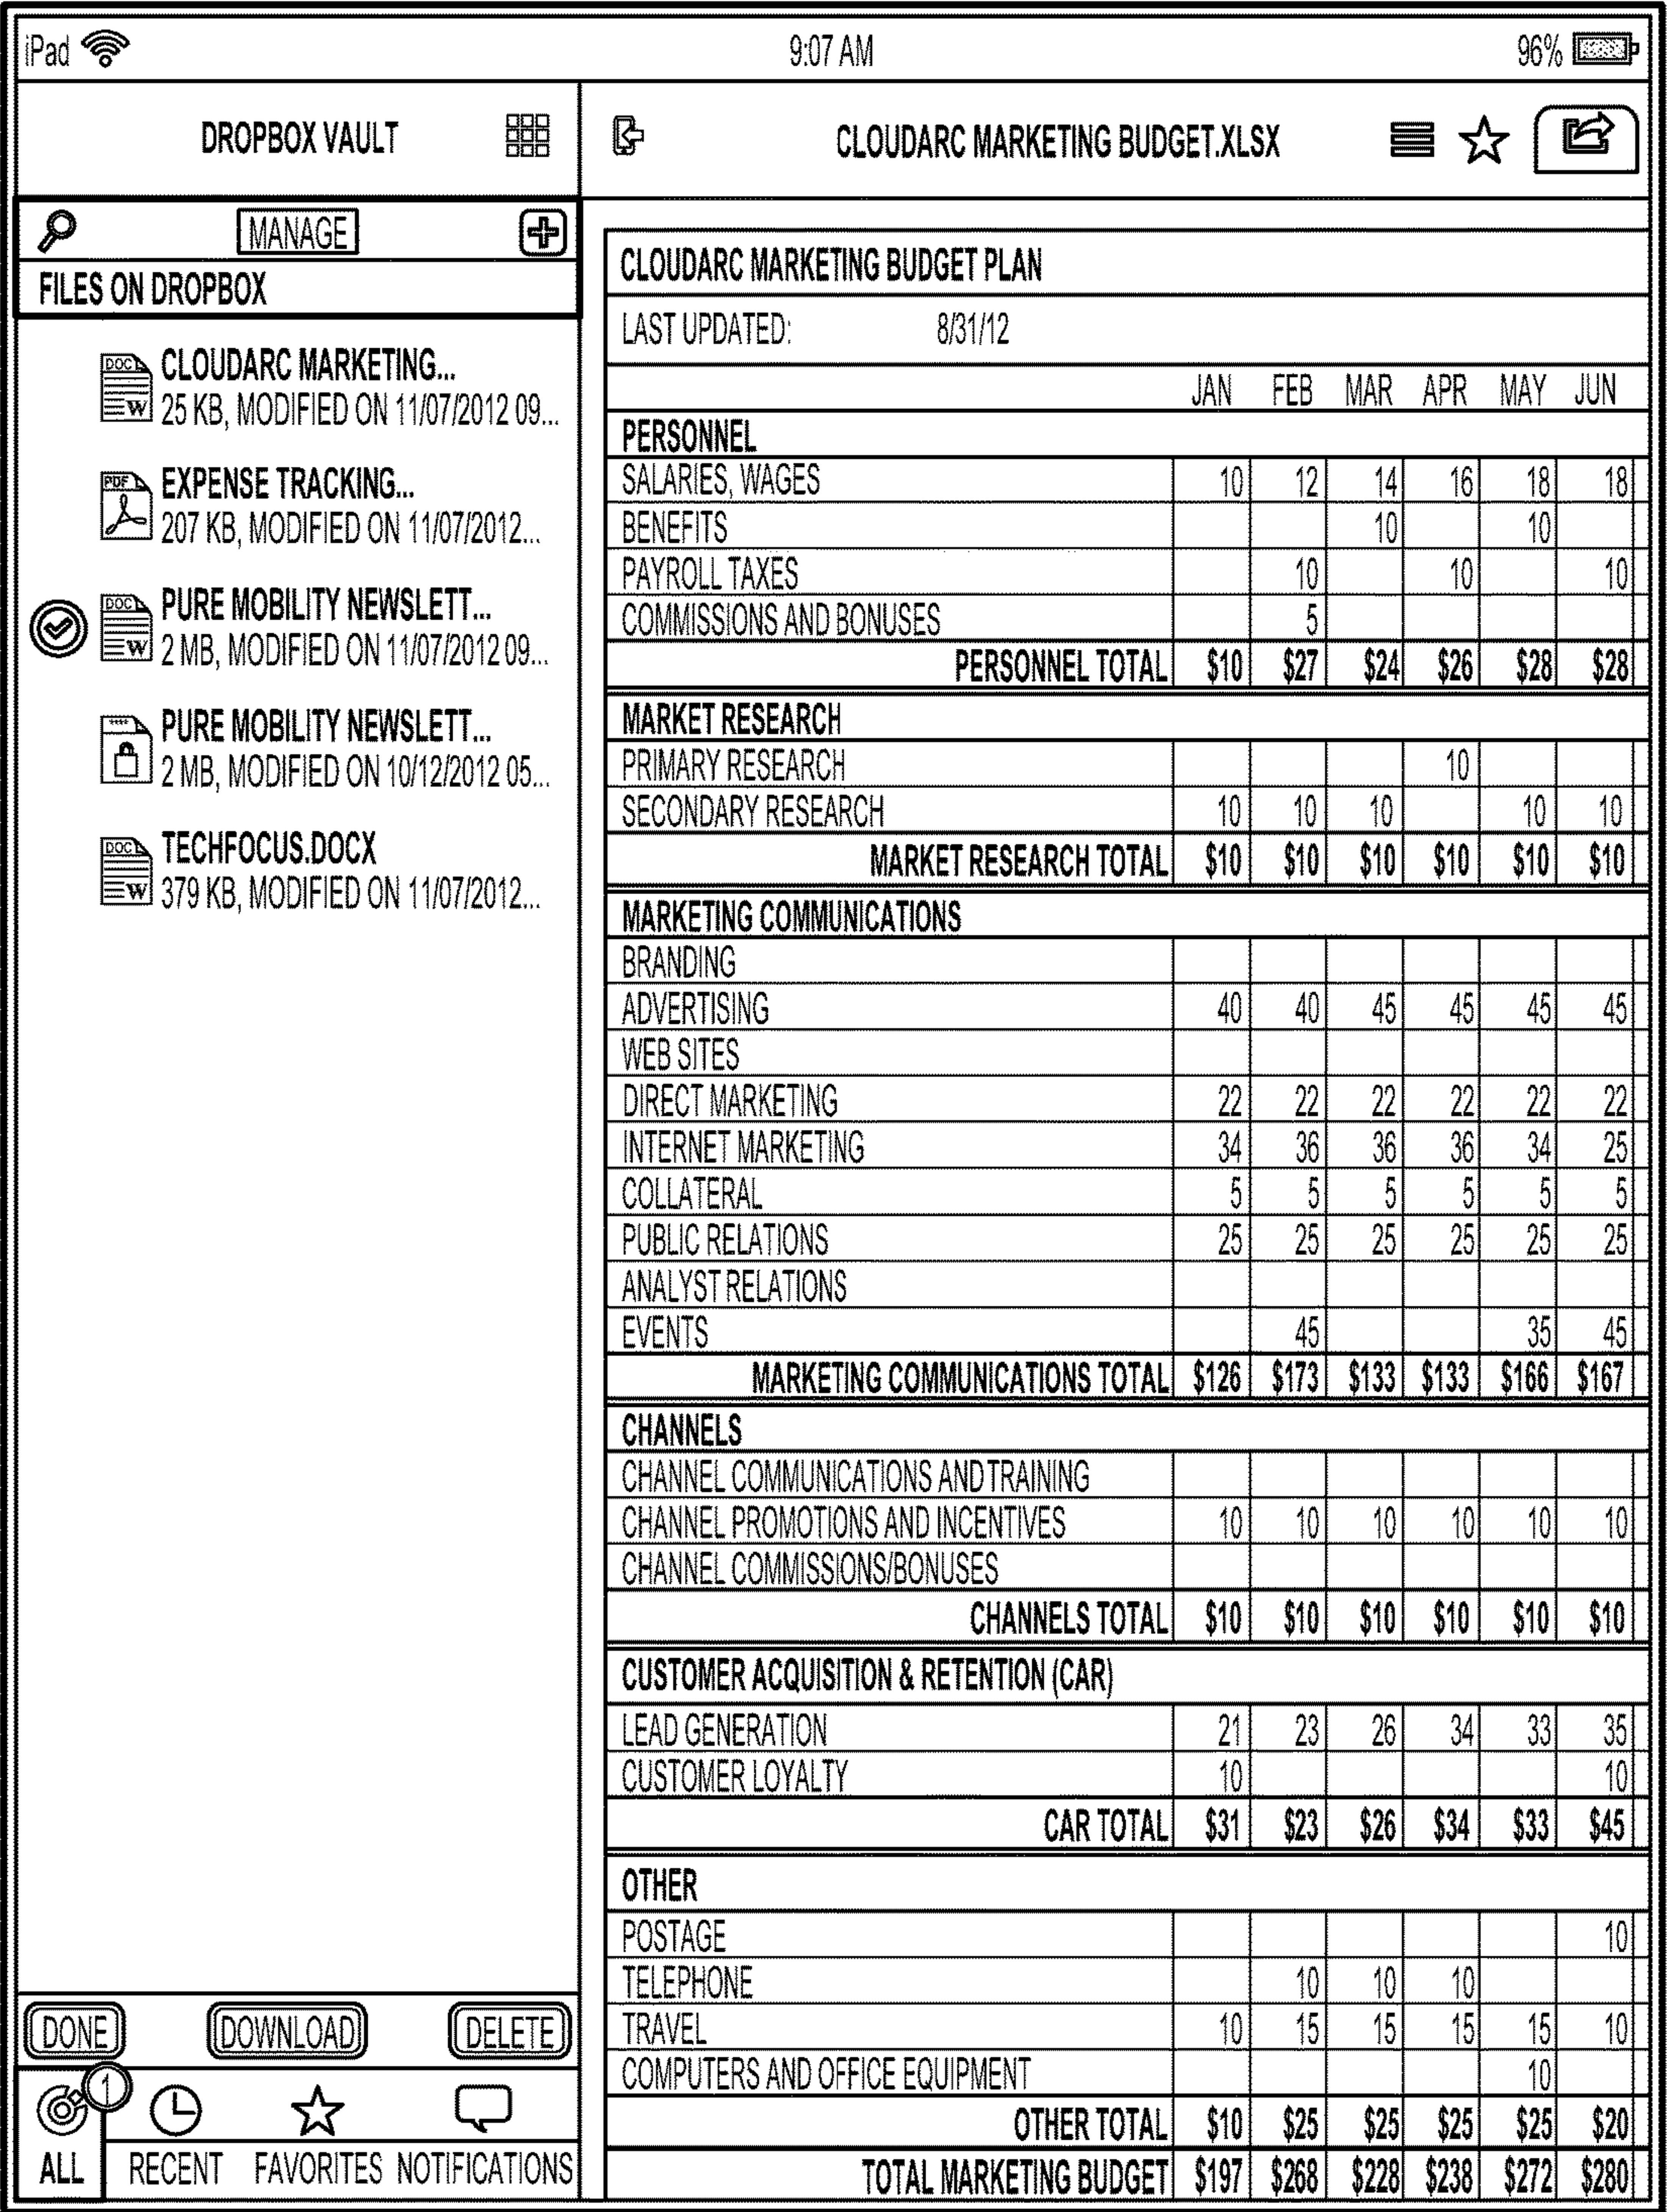 iPad 9:07 AM 96%
DROPBOX VAULT
CLOUDARC MARKETING BUDGET.XLSX
MANAGE
FILES ON DROPBOX
DOC CLOUDARC MARKETING...
W 25 KB, MODIFIED ON 11/07/2012 09...
PDF EXPENSE TRACKING...
207 KB, MODIFIED ON 11/07/2012...
DOC PURE MOBILITY NEWSLETT...
W 2 MB, MODIFIED ON 11/07/2012 09...
**** PURE MOBILITY NEWSLETT...
2 MB, MODIFIED ON 10/12/2012 05...
DOC TECHFOCUS.DOCX
W 379 KB, MODIFIED ON 11/07/2012...
DONE DOWNLOAD DELETE
1
ALL RECENT FAVORITES NOTIFICATIONS
CLOUDARC MARKETING BUDGET PLAN
LAST UPDATED: 8/31/12
JAN FEB MAR APR MAY JUN
PERSONNEL
SALARIES, WAGES 10 12 14 16 18 18
BENEFITS 10 10
PAYROLL TAXES 10 10 10
COMMISSIONS AND BONUSES 5
PERSONNEL TOTAL $10 $27 $24 $26 $28 $28
MARKET RESEARCH
PRIMARY RESEARCH 10
SECONDARY RESEARCH 10 10 10 10 10
MARKET RESEARCH TOTAL $10 $10 $10 $10 $10 $10
MARKETING COMMUNICATIONS
BRANDING
ADVERTISING 40 40 45 45 45 45
WEB SITES
DIRECT MARKETING 22 22 22 22 22 22
INTERNET MARKETING 34 36 36 36 34 25
COLLATERAL 5 5 5 5 5 5
PUBLIC RELATIONS 25 25 25 25 25 25
ANALYST RELATIONS
EVENTS 45 35 45
MARKETING COMMUNICATIONS TOTAL $126 $173 $133 $133 $166 $167
CHANNELS
CHANNEL COMMUNICATIONS AND TRAINING
CHANNEL PROMOTIONS AND INCENTIVES 10 10 10 10 10 10
CHANNEL COMMISSIONS/BONUSES
CHANNELS TOTAL $10 $10 $10 $10 $10 $10
CUSTOMER ACQUISITION & RETENTION (CAR)
LEAD GENERATION 21 23 26 34 33 35
CUSTOMER LOYALTY 10 10
CAR TOTAL $31 $23 $26 $34 $33 $45
OTHER
POSTAGE 10
TELEPHONE 10 10 10
TRAVEL 10 15 15 15 15 10
COMPUTERS AND OFFICE EQUIPMENT 10
OTHER TOTAL $10 $25 $25 $25 $25 $20
TOTAL MARKETING BUDGET $197 $268 $228 $238 $272 $280